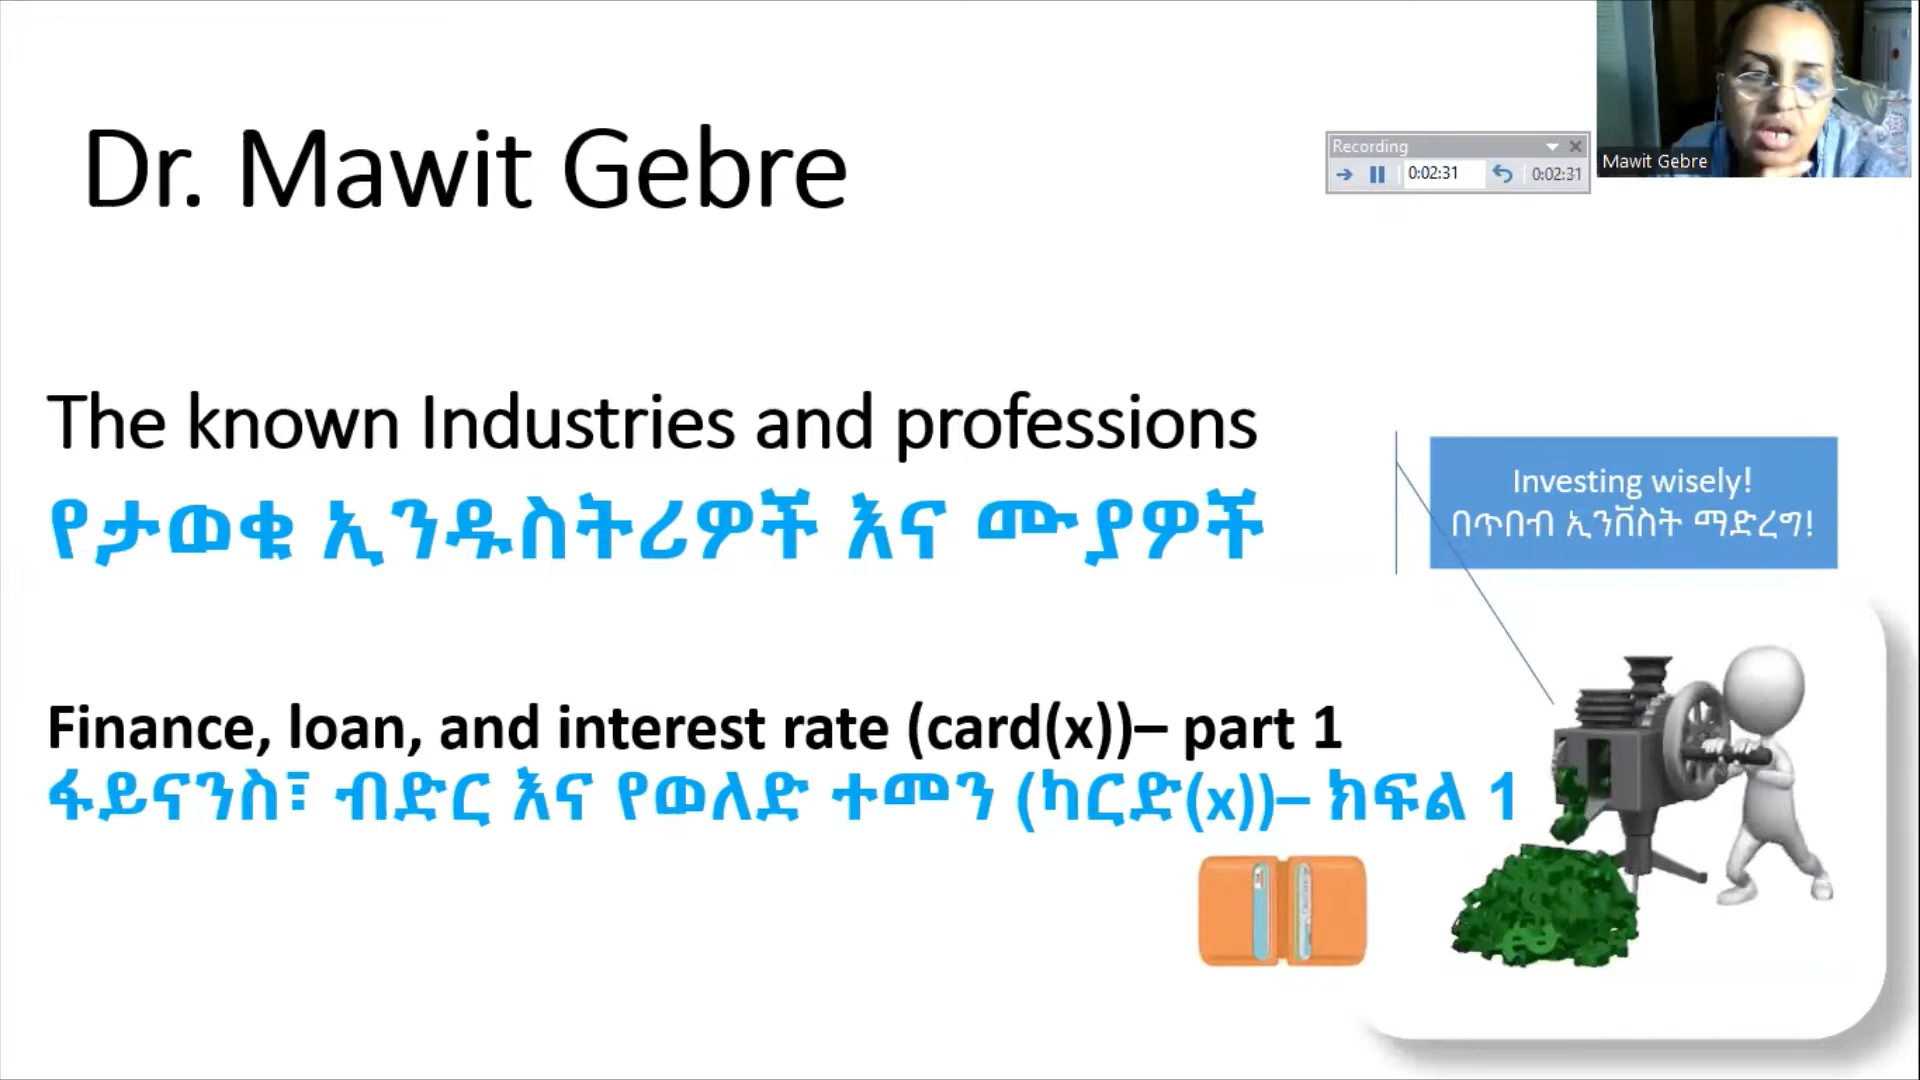 Dr. Mawit Gebre
Recording
0:02:31
0:02:31
Mawit Gebre
The known Industries and professions
የታወቁ ኢንዱስትሪዎች እና ሙያዎች
Investing wisely!
በጥበብ ኢንቨስት ማድረግ!
Finance, loan, and interest rate (card(x))– part 1
ፋይናንስ፣ ብድር እና የወለድ ተመን (ካርድ(x))– ክፍል 1